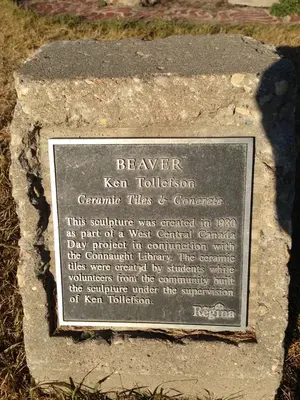 BEAVER
Ken Tollefson
Ceramic Tiles & Concrete
This sculpture was created in
as part of a West Central Canada
Day project in conjunction with
the Connaught Library. The ceramic
tiles were created by students while
volunteers from the community built
the sculpture under the supervision
of Ken Tollefson.
Regina